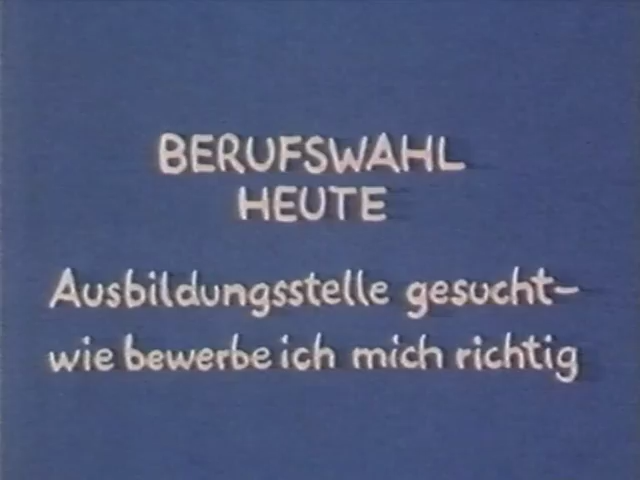 BERUFSWAHL
HEUTE
Ausbildungsstelle gesucht–
wie bewerbe ich mich richtig